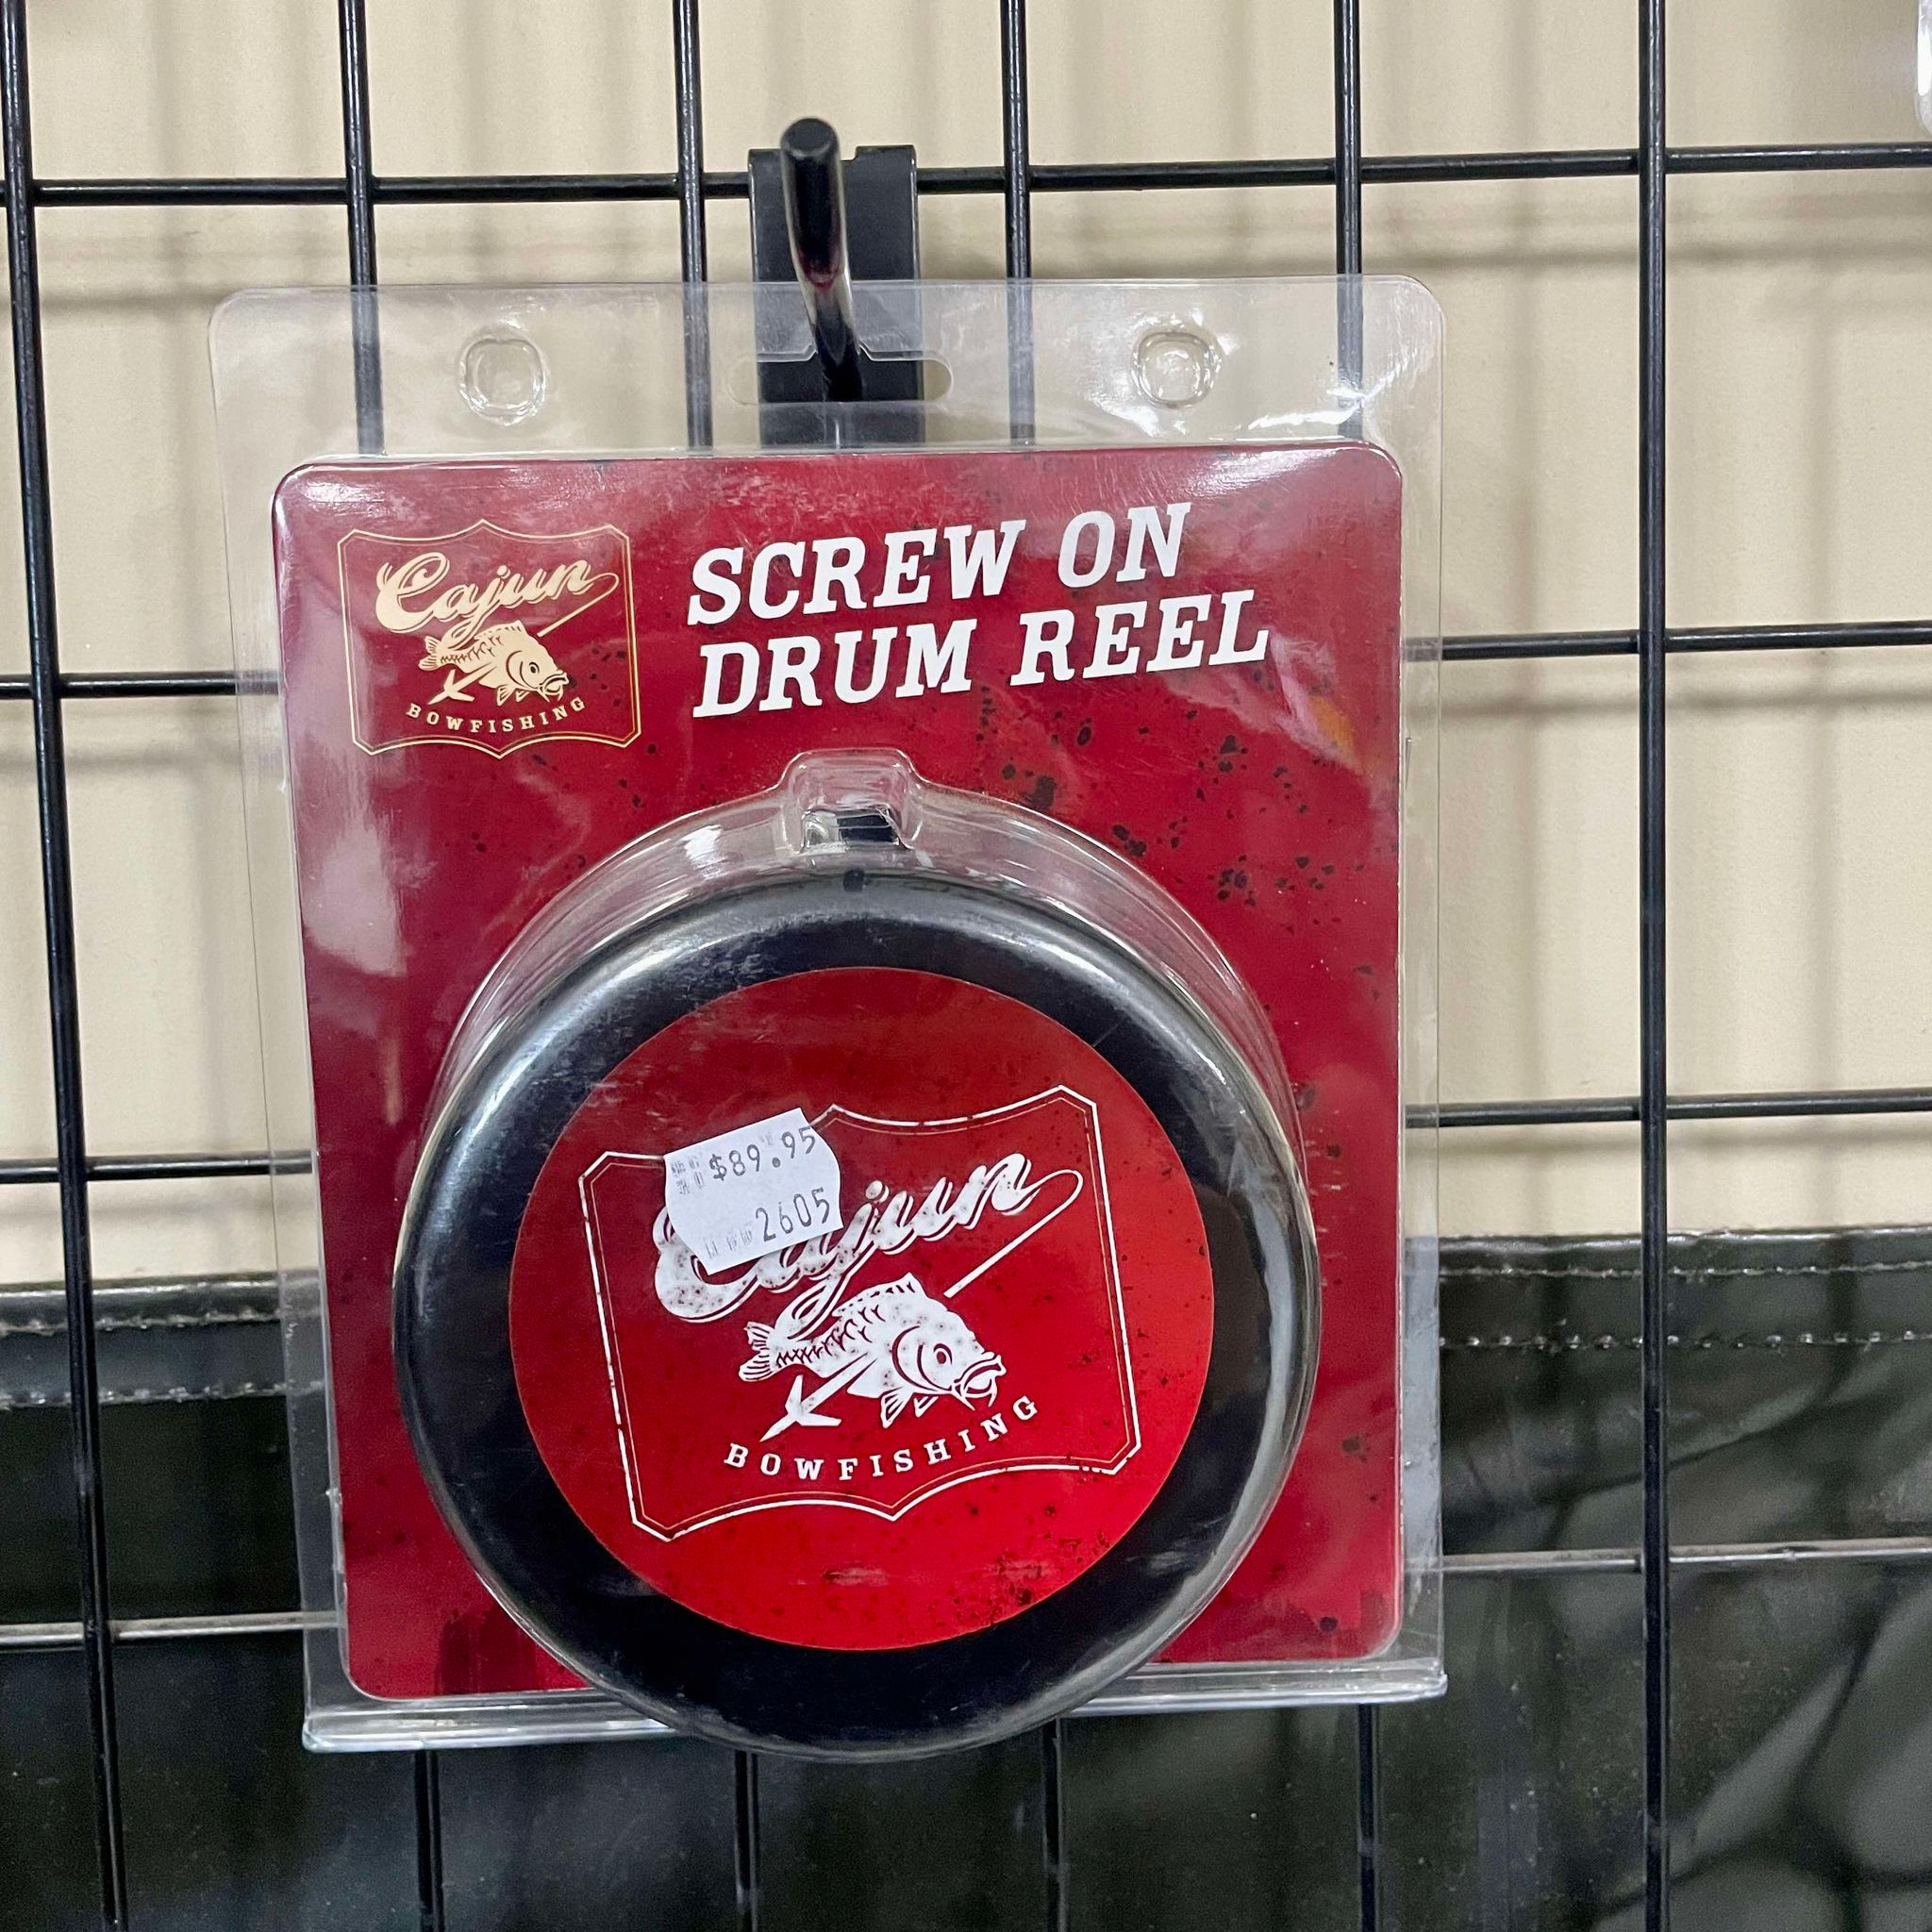 Cajun
BOWFISHING
SCREW ON
DRUM REEL
$89.95
2605
Cajun
BOWFISHING